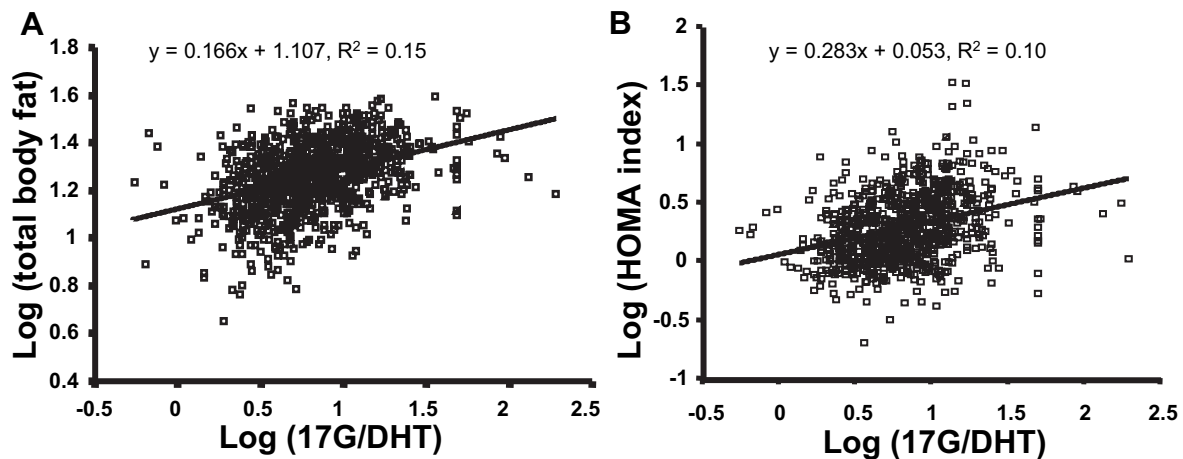 A
y = 0.166x + 1.107, R² = 0.15
Log (total body fat)
1.8
1.6
1.4
1.2
1
0.8
0.6
0.4
-0.5 0 0.5 1 1.5 2 2.5
Log (17G/DHT)
B
y = 0.283x + 0.053, R² = 0.10
Log (HOMA index)
2
1.5
1
0.5
0
-0.5
-1
-0.5 0 0.5 1 1.5 2 2.5
Log (17G/DHT)